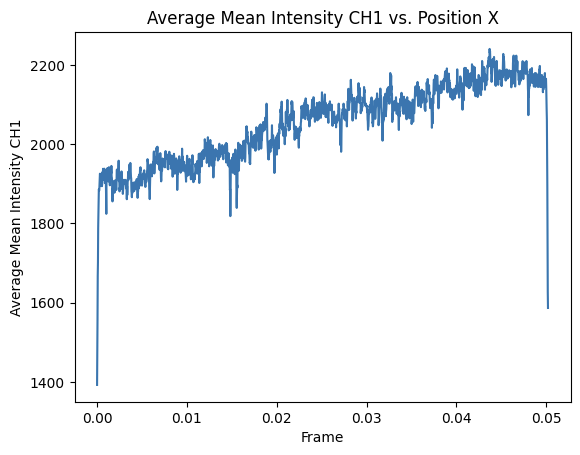 Average Mean Intensity CH1 vs. Position X
Average Mean Intensity CH1
2200
2000
1800
1600
1400
0.00 0.01 0.02 0.03 0.04 0.05
Frame